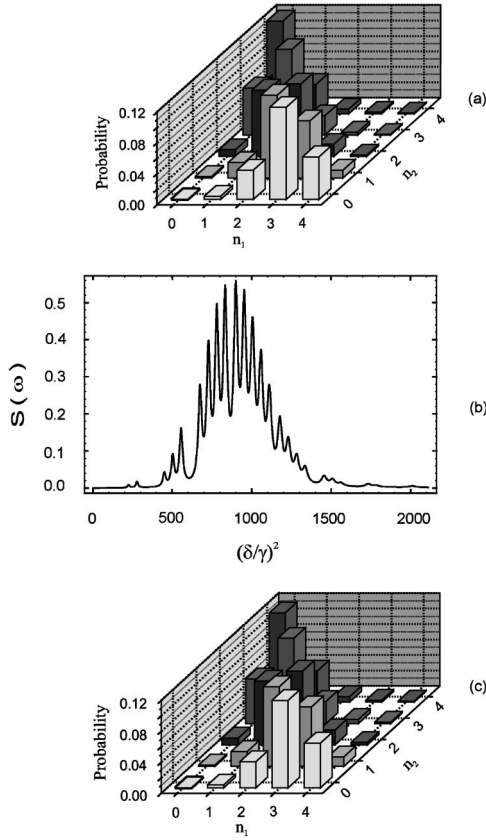 (a)
Probability
0.12
0.08
0.04
0.00
0 1 2 3 4
n₁
0 1 2 3 4
n₂
(b)
S(ω)
0.5
0.4
0.3
0.2
0.1
0.0
0 500 1000 1500 2000
(δ/γ)²
(c)
Probability
0.12
0.08
0.04
0.00
0 1 2 3 4
n₁
0 1 2 3 4
n₂